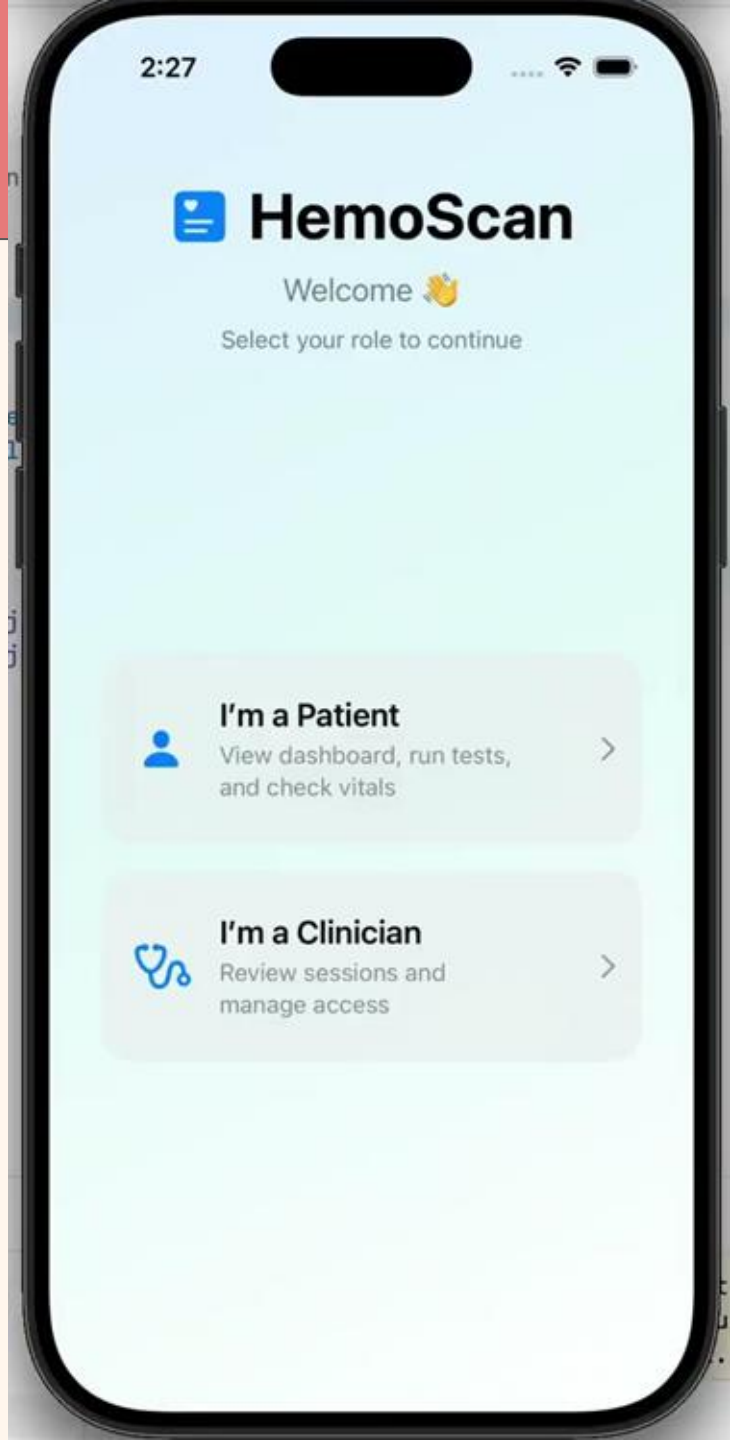 2:27
HemoScan
Welcome 👋
Select your role to continue
I'm a Patient
View dashboard, run tests,
and check vitals
I'm a Clinician
Review sessions and
manage access